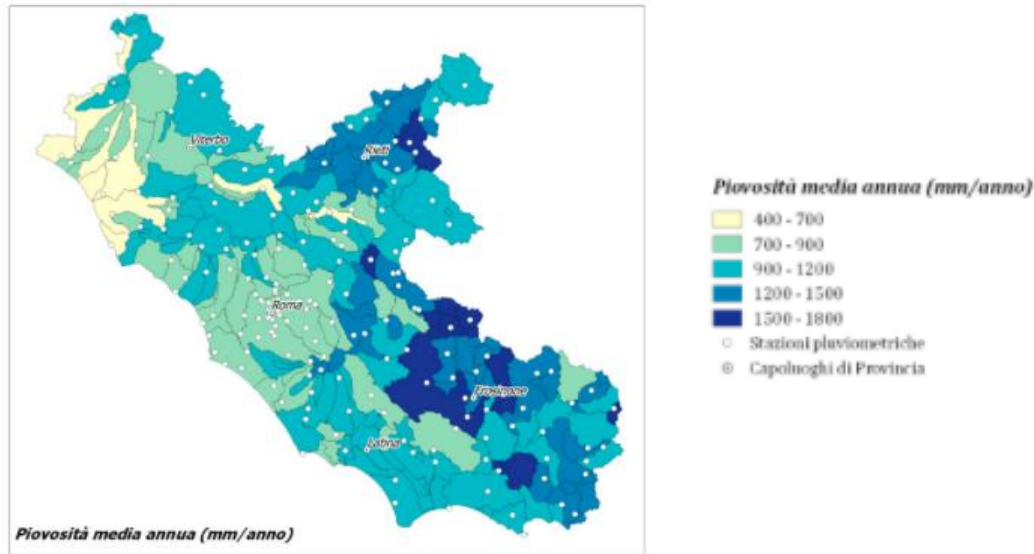 Viterbo
Rieti
Roma
Frosinone
Latina
Piovosità media annua (mm/anno)
Piovosità media annua (mm/anno)
400 - 700
700 - 900
900 - 1200
1200 - 1500
1500 - 1800
Stazioni pluviometriche
Capoluoghi di Provincia